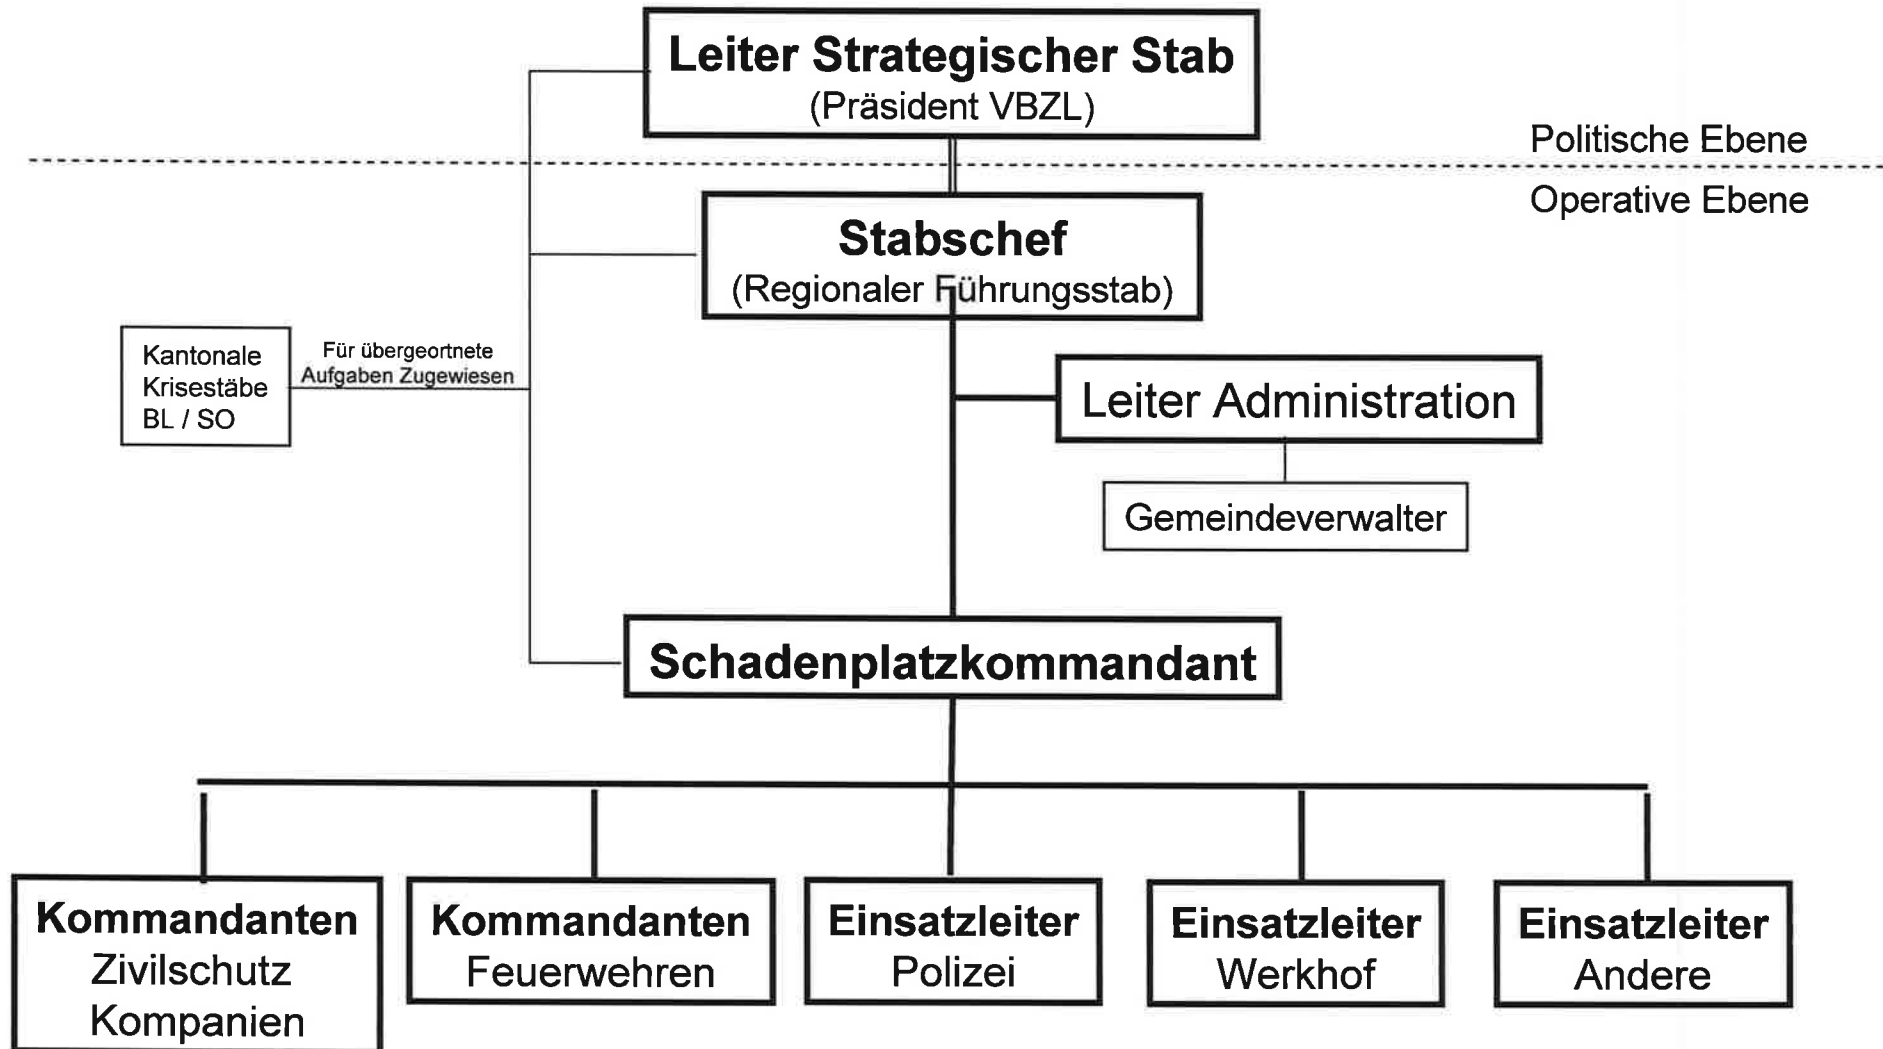 Leiter Strategischer Stab
(Präsident VBZL)
Politische Ebene
Operative Ebene
Stabschef
(Regionaler Führungsstab)
Kantonale
Krisestäbe
BL / SO
Für übergeortnete
Aufgaben Zugewiesen
Leiter Administration
Gemeindeverwalter
Schadenplatzkommandant
Kommandanten
Zivilschutz
Kompanien
Kommandanten
Feuerwehren
Einsatzleiter
Polizei
Einsatzleiter
Werkhof
Einsatzleiter
Andere